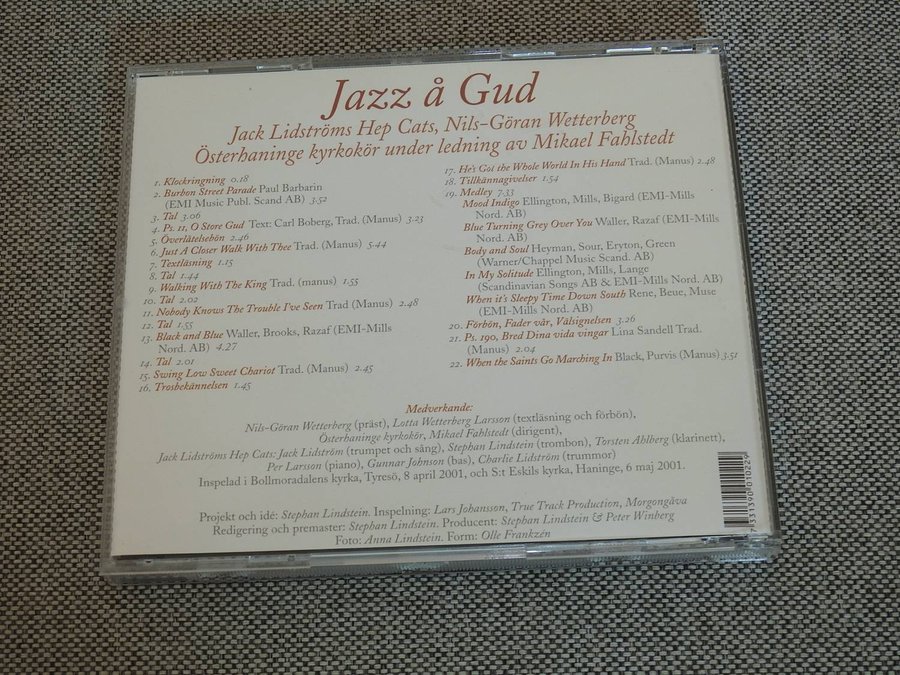 Jazz å Gud
Jack Lidströms Hep Cats, Nils-Göran Wetterberg
Österhaninge kyrkokör under ledning av Mikael Fahlstedt
1. Klockringning 0.18
2. Burbon Street Parade Paul Barbarin
(EMI Music Publ. Scand AB) 3.52
3. Tal 3.06
4. Ps. 11, O Store Gud Text: Carl Boberg, Trad. (Manus) 3.23
5. Överlåtelsebön 2.46
6. Just A Closer Walk With Thee Trad. (Manus) 5.44
7. Textläsning 1.15
8. Tal 1.44
9. Walking With The King Trad. (manus) 1.55
10. Tal 2.02
11. Nobody Knows The Trouble I've Seen Trad (Manus) 2.48
12. Tal 1.55
13. Black and Blue Waller, Brooks, Razaf (EMI-Mills
Nord. AB) 4.27
14. Tal 2.01
15. Swing Low Sweet Chariot Trad. (Manus) 2.45
16. Trosbekännelsen 1.45
17. He's Got the Whole World In His Hand Trad. (Manus) 2.48
18. Tillkännagivelser 1.54
19. Medley 7.33
Mood Indigo Ellington, Mills, Bigard (EMI-Mills
Nord. AB)
Blue Turning Grey Over You Waller, Razaf (EMI-Mills
Nord. AB)
Body and Soul Heyman, Sour, Eryton, Green
(Warner/Chappel Music Scand. AB)
In My Solitude Ellington, Mills, Lange
(Scandinavian Songs AB & EMI-Mills Nord. AB)
When it's Sleepy Time Down South Rene, Beue, Muse
(EMI-Mills Nord. AB)
20. Förbön, Fader vår, Välsignelsen 3.26
21. Ps. 190, Bred Dina vida vingar Lina Sandell Trad.
(Manus) 2.04
22. When the Saints Go Marching In Black, Purvis (Manus) 3.51
Medverkande:
Nils-Göran Wetterberg (präst), Lotta Wetterberg Larsson (textläsning och förbön),
Österhaninge kyrkokör, Mikael Fahlstedt (dirigent),
Jack Lidströms Hep Cats: Jack Lidström (trumpet och sång), Stephan Lindstein (trombon), Torsten Ahlberg (klarinett),
Per Larsson (piano), Gunnar Johnson (bas), Charlie Lidström (trummor)
Inspelad i Bollmoradalens kyrka, Tyresö, 8 april 2001, och S:t Eskils kyrka, Haninge, 6 maj 2001.
Projekt och idé: Stephan Lindstein. Inspelning: Lars Johansson, True Track Production, Morgongåva
Redigering och premaster: Stephan Lindstein. Producent: Stephan Lindstein & Peter Winberg
Foto: Anna Lindstein. Form: Olle Frankzén
7331390010229